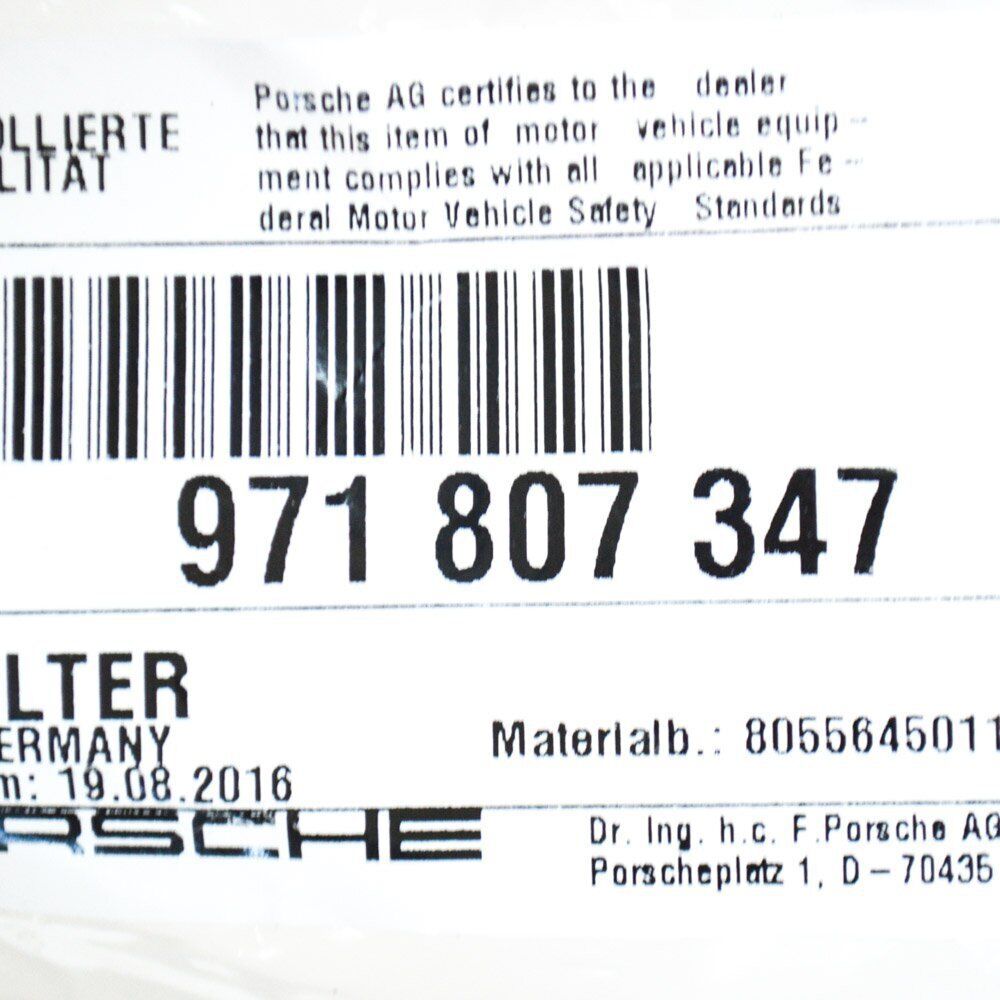 OLLIERTE
LITÄT
Porsche AG certifies to the dealer
that this item of motor vehicle equip-
ment complies with all applicable Fe-
deral Motor Vehicle Safety Standards
971 807 347
LTER
ERMANY
m: 19.08.2016
Materialb.: 8055645011
PORSCHE
Dr. Ing. h.c. F.Porsche AG
Porscheplatz 1, D-70435